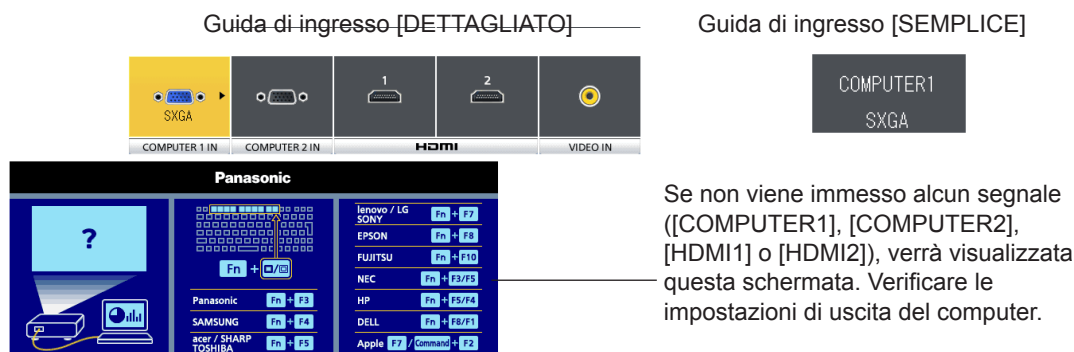 Guida di ingresso [DETTAGLIATO]
Guida di ingresso [SEMPLICE]
1
2
SXGA
COMPUTER 1 IN
COMPUTER 2 IN
HDMI
VIDEO IN
COMPUTER1
SXGA
Panasonic
?
Fn +
Panasonic Fn + F3
SAMSUNG Fn + F4
acer / SHARP
TOSHIBA Fn + F5
lenovo / LG
SONY Fn + F7
EPSON Fn + F8
FUJITSU Fn + F10
NEC Fn + F3/F5
HP Fn + F5/F4
DELL Fn + F8/F1
Apple F7 / Command + F2
Se non viene immesso alcun segnale
([COMPUTER1], [COMPUTER2],
[HDMI1] o [HDMI2]), verrà visualizzata
questa schermata. Verificare le
impostazioni di uscita del computer.